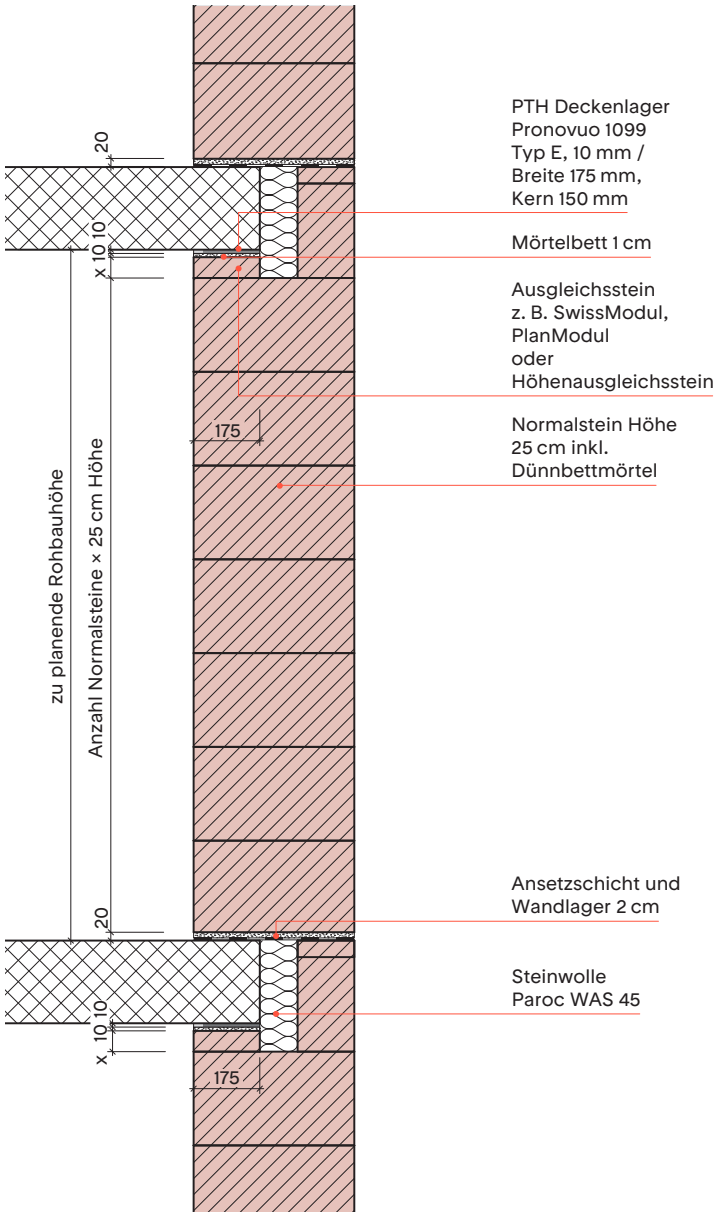 20
PTH Deckenlager
Pronovuo 1099
Typ E, 10 mm /
Breite 175 mm,
Kern 150 mm
x 10 10
Mörtelbett 1 cm
Ausgleichsstein
z. B. SwissModul,
PlanModul
oder
Höhenausgleichsstein
175
Normalstein Höhe
25 cm inkl.
Dünnbettmörtel
zu planende Rohbauhöhe
Anzahl Normalsteine × 25 cm Höhe
20
Ansetzschicht und
Wandlager 2 cm
Steinwolle
Paroc WAS 45
x 10 10
175